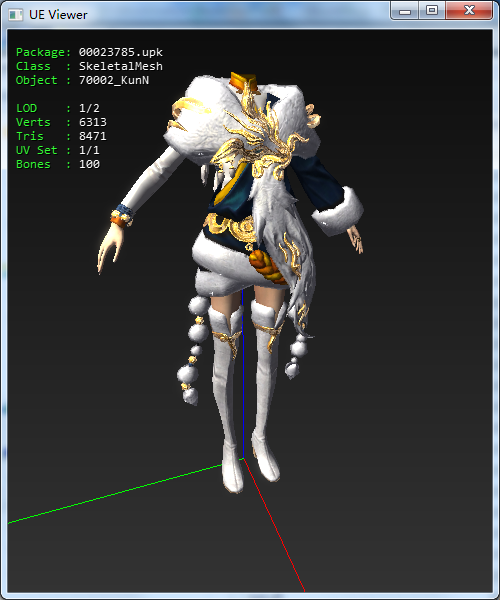 UE Viewer
Package: 00023785.upk
Class : SkeletalMesh
Object : 70002_KunN
LOD : 1/2
Verts : 6313
Tris : 8471
UV Set : 1/1
Bones : 100